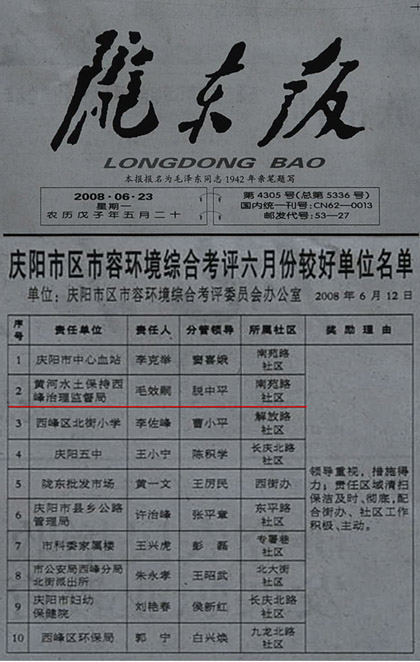 陇东报
LONGDONG BAO
本报报名为毛泽东同志1942年亲笔题写
2008·06·23
星期一
农历戊子年五月二十
第4305号(总第5336号)
国内统一刊号:CN62—0013
邮发代号:53—27
庆阳市区市容环境综合考评六月份较好单位名单
单位:庆阳市区市容环境综合考评委员会办公室 2008年6月12日
序号 责任单位 责任人 分管领导 所属社区 奖励理由
1 庆阳市中心血站 李克举 窦喜娥 南苑路社区
2 黄河水土保持西峰治理监督局 毛效嗣 脱中平 南苑路社区
3 西峰区北街小学 李佐峰 曹小平 解放路社区
4 庆阳五中 王小宁 陈积学 长庆北路社区
5 陇东批发市场 黄一文 王厉民 西街办
6 庆阳市县乡公路管理局 许治峰 张平章 东平路社区
7 市科委家属楼 王兴虎 彭磊 专署巷社区
8 市公安局西峰分局北街派出所 朱永孝 王昭武 北大街社区
9 庆阳市妇幼保健院 刘艳春 侯新红 长庆北路社区
10 西峰区环保局 郭宁 白兴焕 九龙北路社区
领导重视,措施得
力;责任区域清扫
保洁及时、彻底,配
合街办、社区工作
积极、主动。